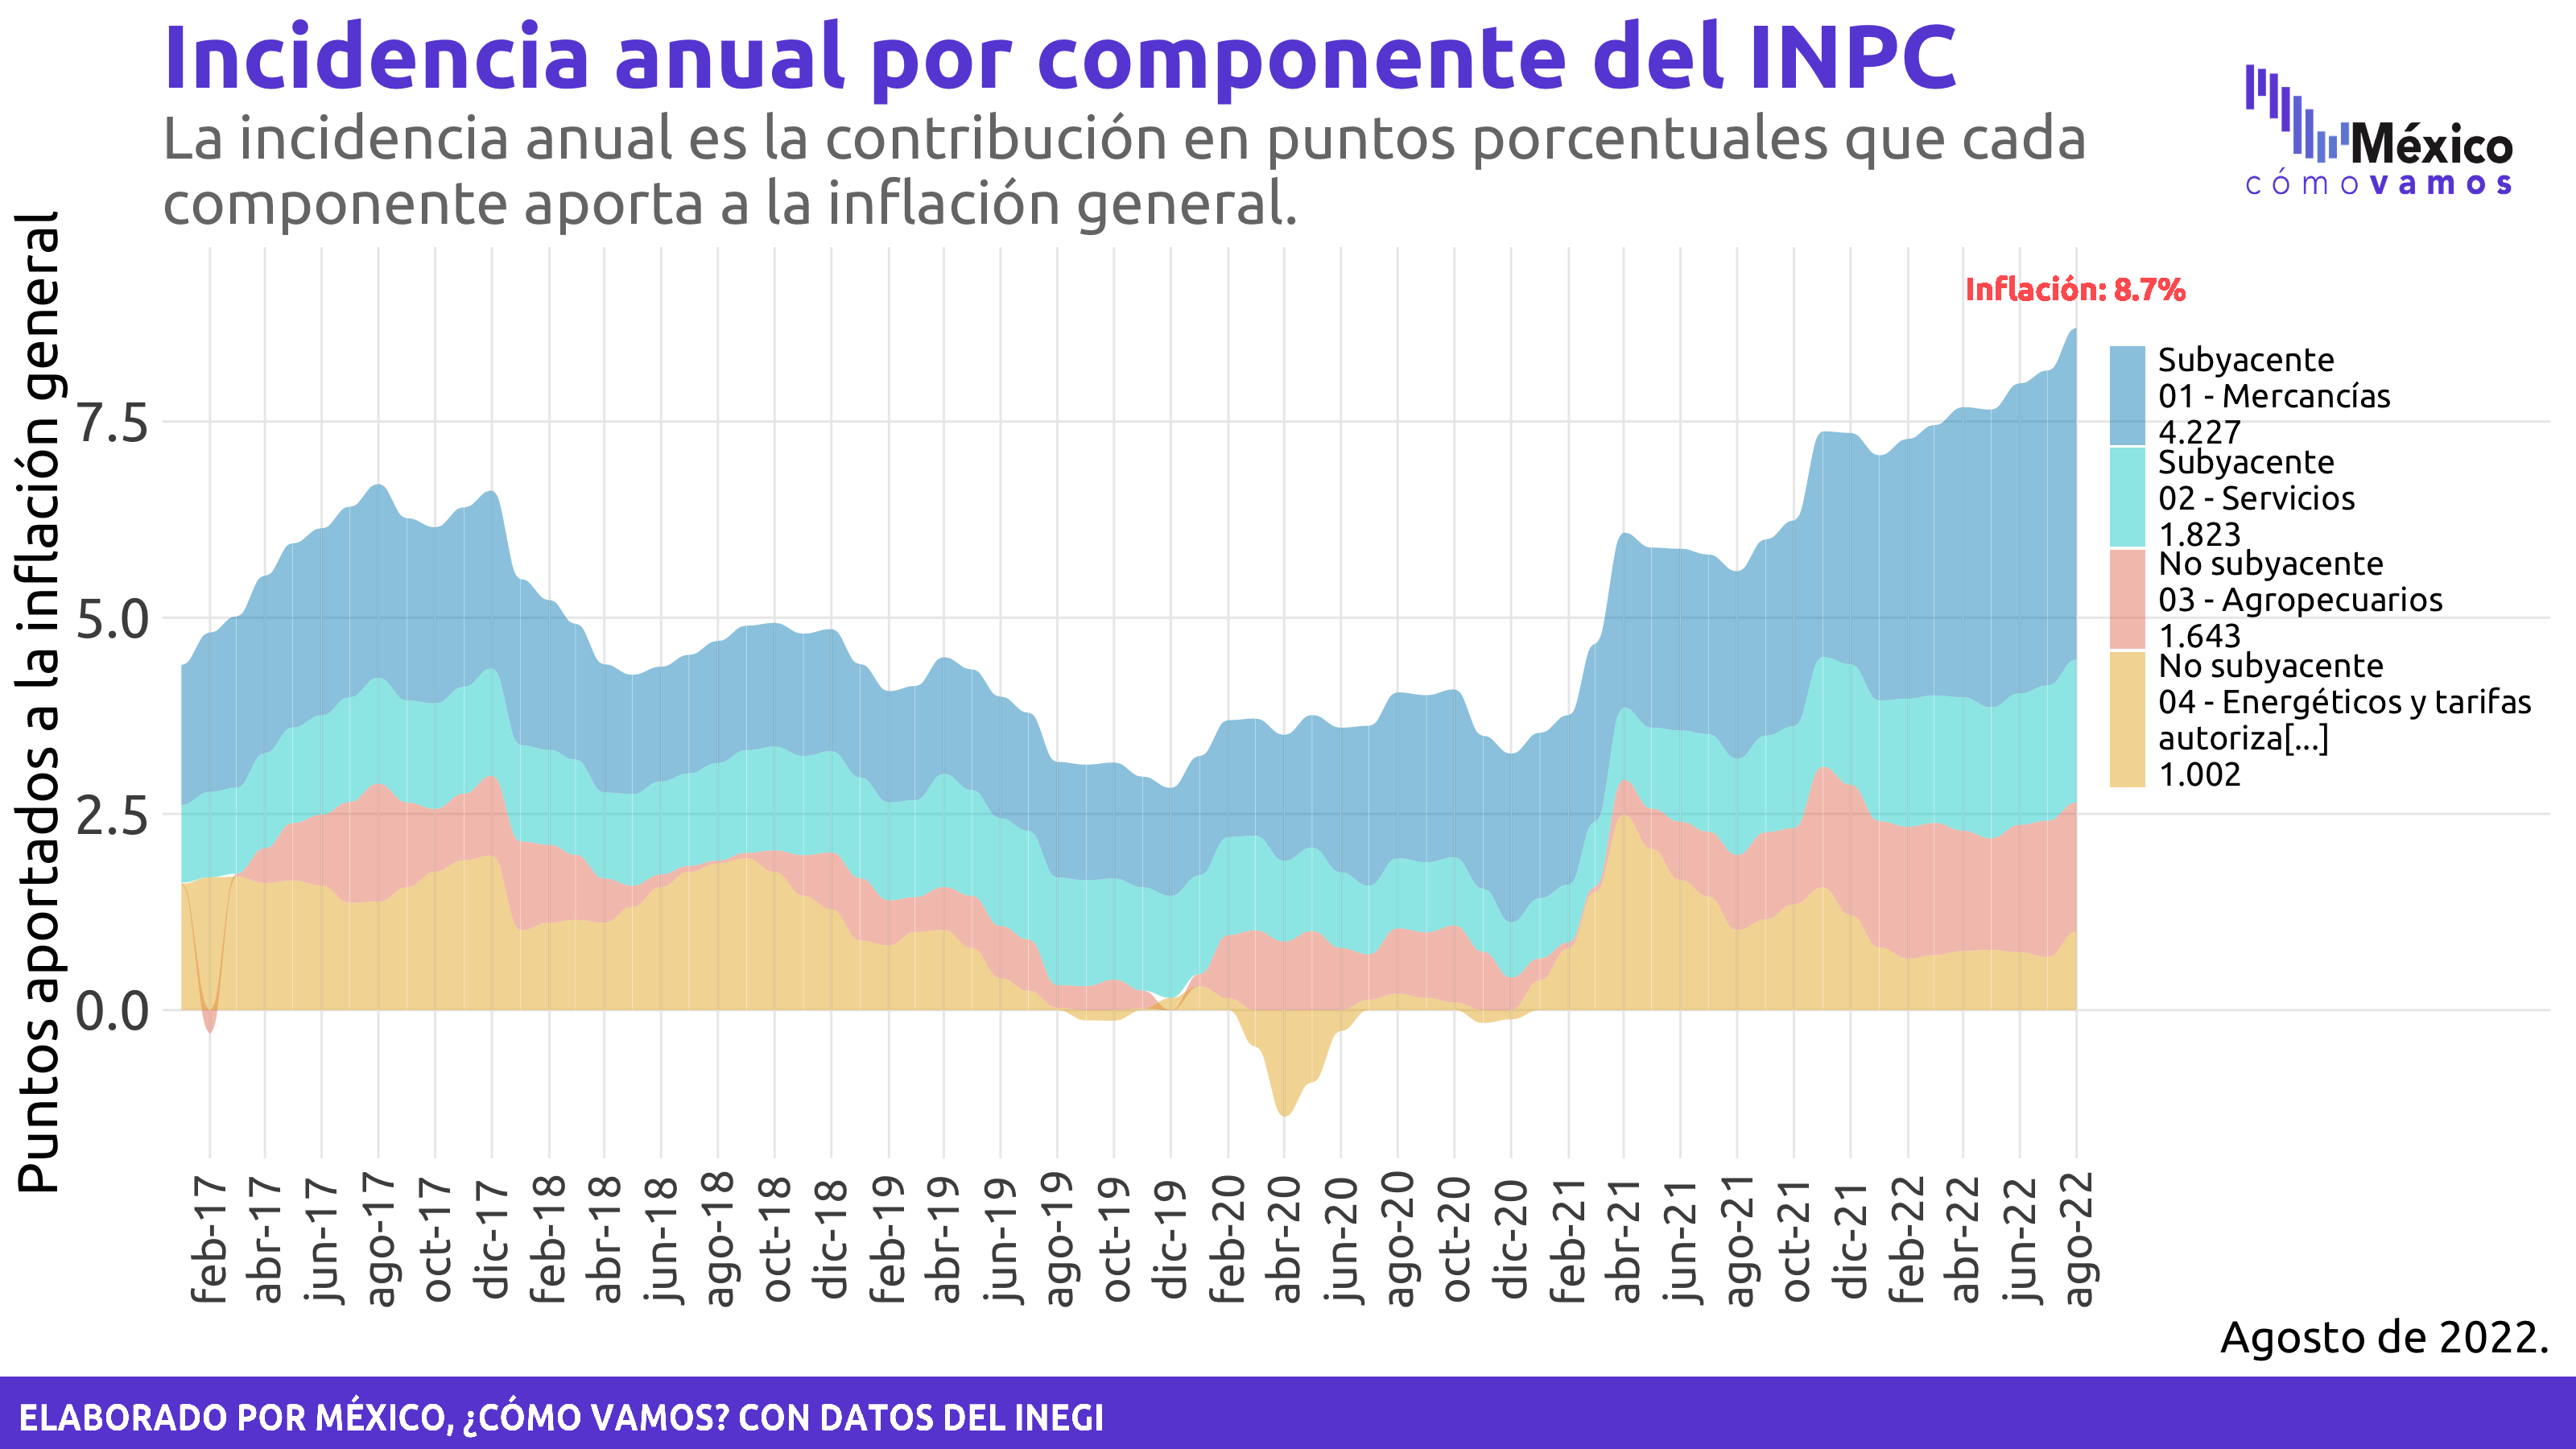 Incidencia anual por componente del INPC
La incidencia anual es la contribución en puntos porcentuales que cada
componente aporta a la inflación general.
México
cómovamos
Puntos aportados a la inflación general
7.5
5.0
2.5
0.0
Inflación: 8.7%
Subyacente
01 - Mercancías
4.227
Subyacente
02 - Servicios
1.823
No subyacente
03 - Agropecuarios
1.643
No subyacente
04 - Energéticos y tarifas
autoriza[...]
1.002
feb-17
abr-17
jun-17
ago-17
oct-17
dic-17
feb-18
abr-18
jun-18
ago-18
oct-18
dic-18
feb-19
abr-19
jun-19
ago-19
oct-19
dic-19
feb-20
abr-20
jun-20
ago-20
oct-20
dic-20
feb-21
abr-21
jun-21
ago-21
oct-21
dic-21
feb-22
abr-22
jun-22
ago-22
Agosto de 2022.
ELABORADO POR MÉXICO, ¿CÓMO VAMOS? CON DATOS DEL INEGI